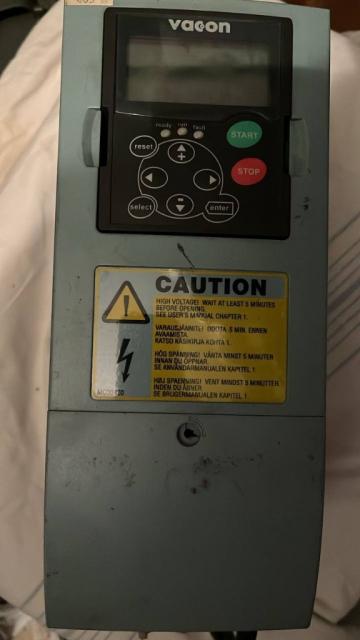 vacon
ready run fault
START
reset
STOP
select
enter
CAUTION
HIGH VOLTAGE! WAIT AT LEAST 5 MINUTES
BEFORE OPENING.
SEE USER'S MANUAL CHAPTER 1.
VARAUSJÄNNITE! ODOTA 5 MIN. ENNEN
AVAAMISTA.
KATSO KÄSIKIRJA KOHTA 1.
HÖG SPÄNNING! VÄNTA MINST 5 MINUTER
INNAN DU ÖPPNAR.
SE ANVÄNDARMANUALEN KAPITEL 1.
HØJ SPAENDING! VENT MINDST 5 MINUTTER
INDEN DU ÅBNER.
SE BRUGERMANUALEN KAPITEL 1.